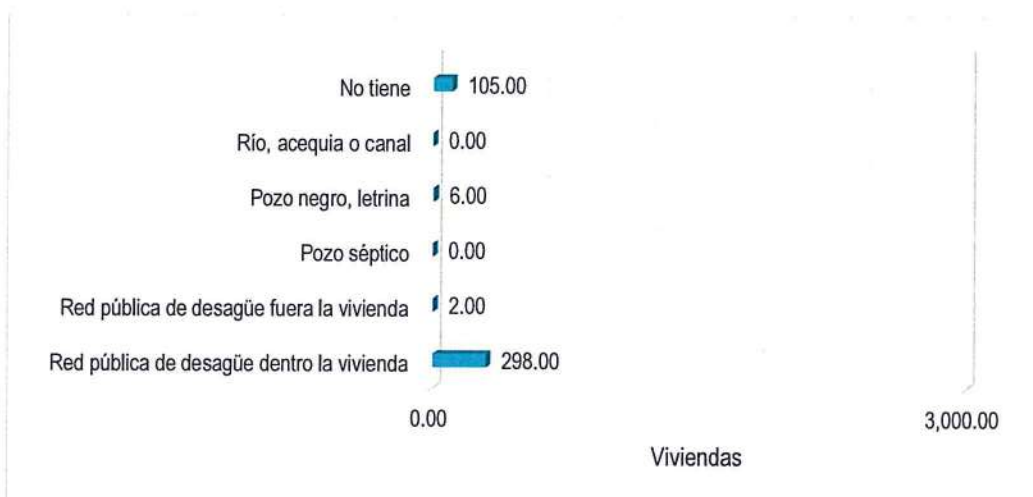 No tiene 105.00
Río, acequia o canal 0.00
Pozo negro, letrina 6.00
Pozo séptico 0.00
Red pública de desagüe fuera la vivienda 2.00
Red pública de desagüe dentro la vivienda 298.00
0.00 3,000.00
Viviendas